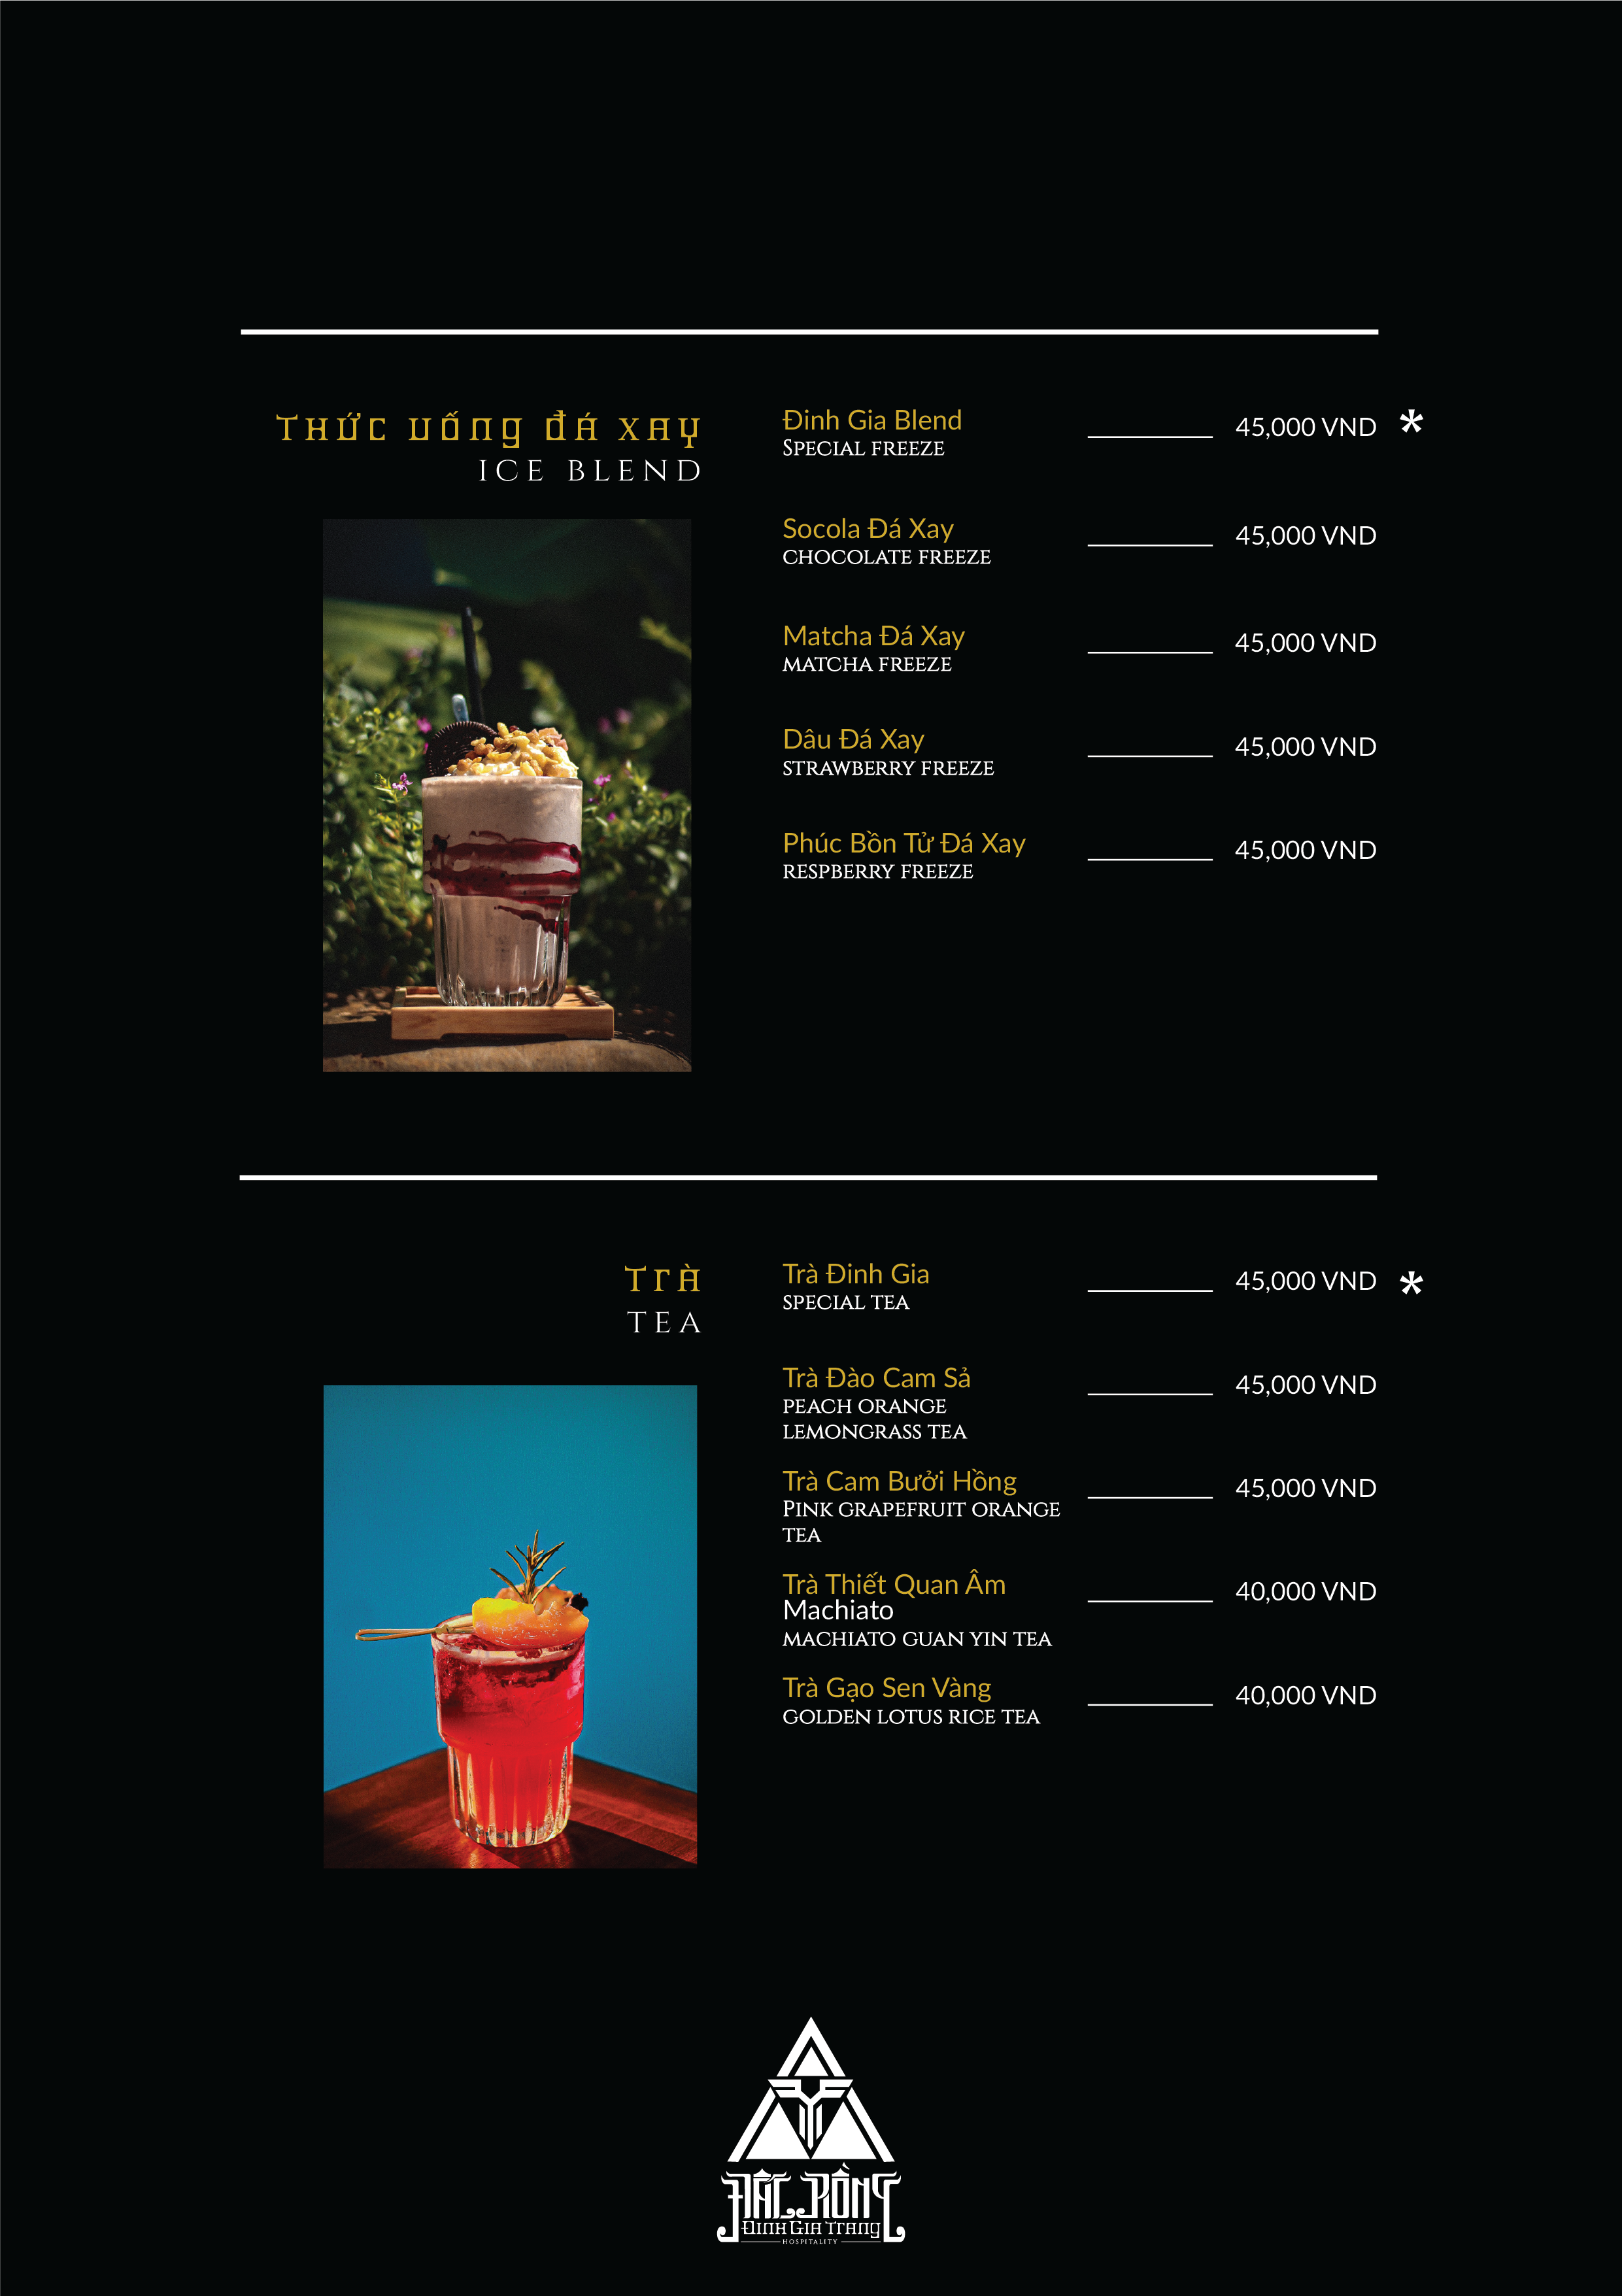 Thức uống đá xay
ICE BLEND
Đinh Gia Blend
SPECIAL FREEZE
45,000 VND *
Socola Đá Xay
CHOCOLATE FREEZE
45,000 VND
Matcha Đá Xay
MATCHA FREEZE
45,000 VND
Dâu Đá Xay
STRAWBERRY FREEZE
45,000 VND
Phúc Bồn Tử Đá Xay
RESPBERRY FREEZE
45,000 VND
Trà
TEA
Trà Đinh Gia
SPECIAL TEA
45,000 VND *
Trà Đào Cam Sả
PEACH ORANGE
LEMONGRASS TEA
45,000 VND
Trà Cam Bưởi Hồng
PINK GRAPEFRUIT ORANGE
TEA
45,000 VND
Trà Thiết Quan Âm
Machiato
MACHIATO GUAN YIN TEA
40,000 VND
Trà Gạo Sen Vàng
GOLDEN LOTUS RICE TEA
40,000 VND
Đinh Gia Trang
HOSPITALITY